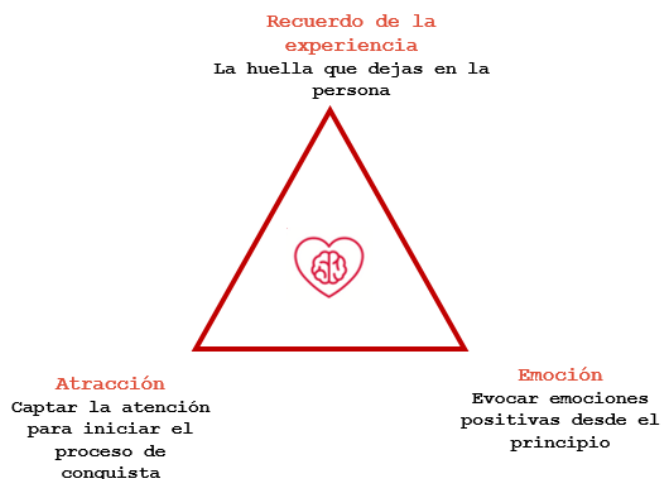 Recuerdo de la
experiencia
La huella que dejas en la
persona
Atracción
Captar la atención
para iniciar el
proceso de
conquista
Emoción
Evocar emociones
positivas desde el
principio